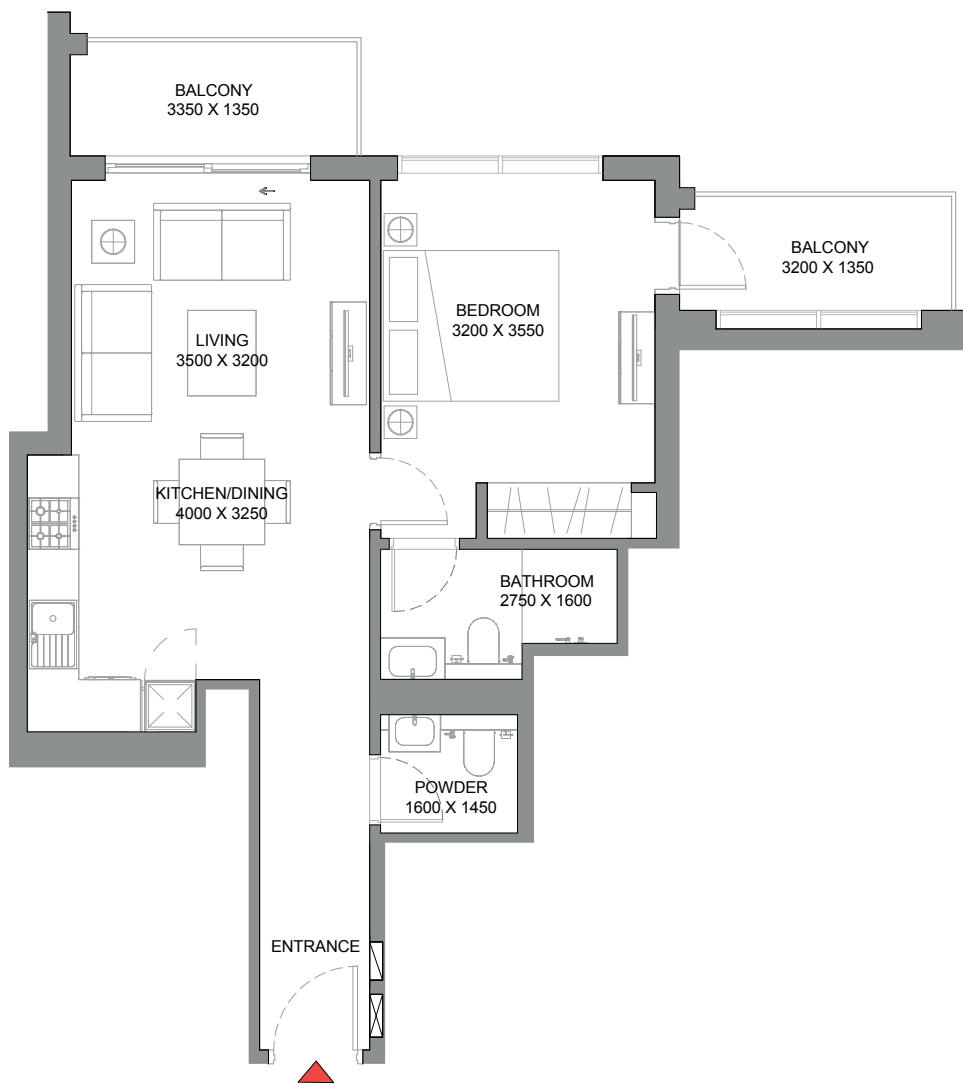 BALCONY
3350 X 1350
BALCONY
3200 X 1350
BEDROOM
3200 X 3550
LIVING
3500 X 3200
KITCHEN/DINING
4000 X 3250
BATHROOM
2750 X 1600
POWDER
1600 X 1450
ENTRANCE